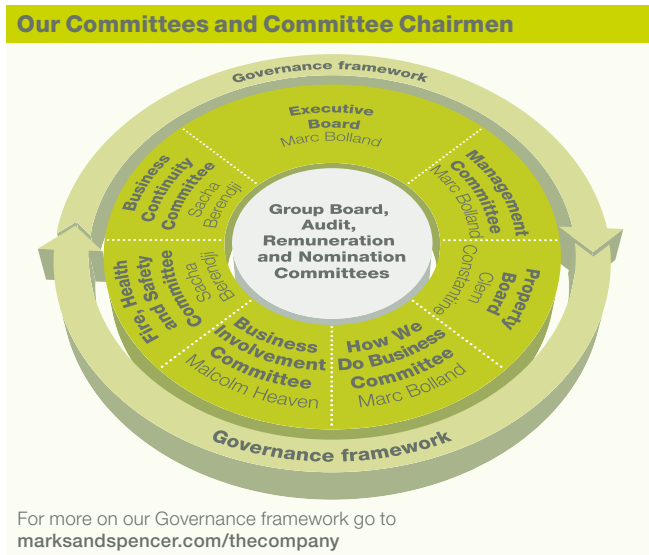 Our Committees and Committee Chairmen
Governance framework
Executive
Board
Marc Bolland
Management
Committee
Marc Bolland
Property
Board
Clem
Constantine
How We
Do Business
Committee
Marc Bolland
Business
Involvement
Committee
Malcolm Heaven
Fire, Health
and Safety
Committee
Sacha
Berendji
Business
Continuity
Committee
Sacha
Berendji
Group Board,
Audit,
Remuneration
and Nomination
Committees
Governance framework
For more on our Governance framework go to
marksandspencer.com/thecompany